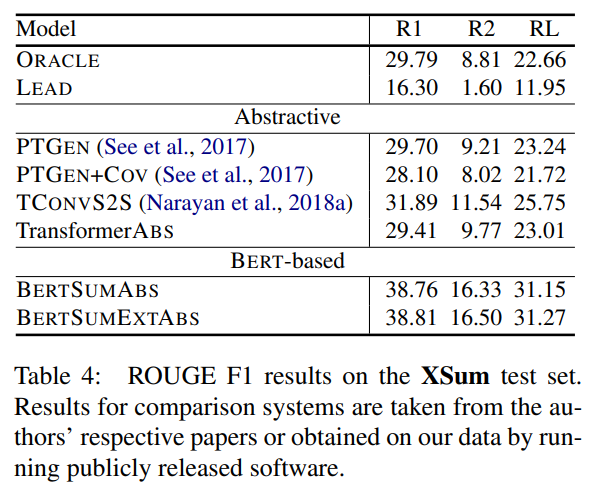 Model R1 R2 RL
ORACLE 29.79 8.81 22.66
LEAD 16.30 1.60 11.95
Abstractive
PTGEN (See et al., 2017) 29.70 9.21 23.24
PTGEN+COV (See et al., 2017) 28.10 8.02 21.72
TCONVS2S (Narayan et al., 2018a) 31.89 11.54 25.75
TransformerABS 29.41 9.77 23.01
BERT-based
BERTSUMABS 38.76 16.33 31.15
BERTSUMEXTABS 38.81 16.50 31.27
Table 4: ROUGE F1 results on the XSum test set.
Results for comparison systems are taken from the au-
thors' respective papers or obtained on our data by run-
ning publicly released software.